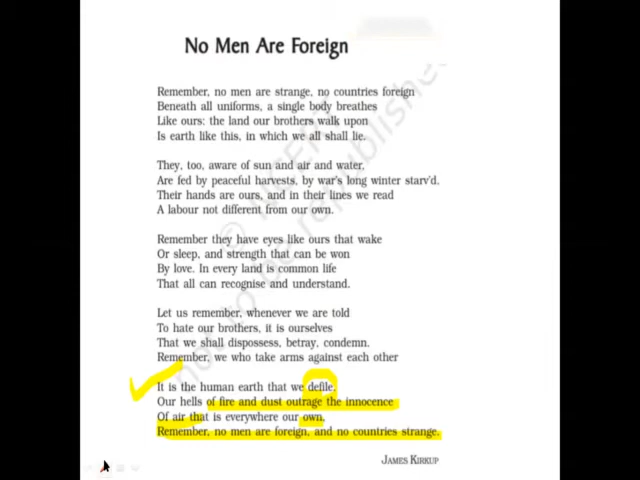 No Men Are Foreign
Remember, no men are strange, no countries foreign
Beneath all uniforms, a single body breathes
Like ours: the land our brothers walk upon
Is earth like this, in which we all shall lie.
They, too, aware of sun and air and water,
Are fed by peaceful harvests, by war's long winter starv'd.
Their hands are ours, and in their lines we read
A labour not different from our own.
Remember they have eyes like ours that wake
Or sleep, and strength that can be won
By love. In every land is common life
That all can recognise and understand.
Let us remember, whenever we are told
To hate our brothers, it is ourselves
That we shall dispossess, betray, condemn.
Remember, we who take arms against each other
It is the human earth that we defile.
Our hells of fire and dust outrage the innocence
Of air that is everywhere our own,
Remember, no men are foreign, and no countries strange.
JAMES KIRKUP
© NCERT
not to be republished